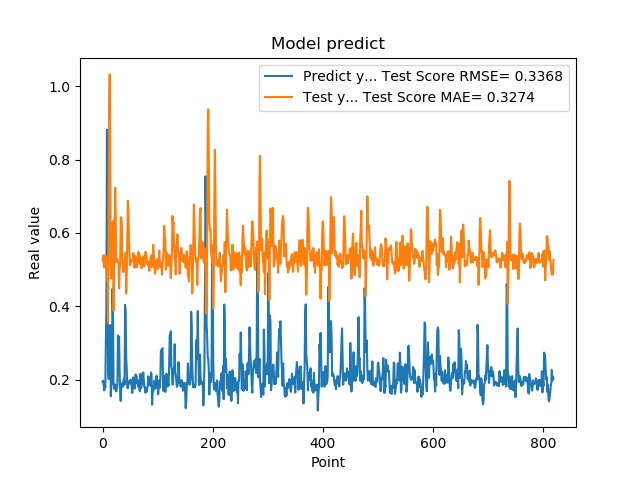 Model predict
Predict y... Test Score RMSE= 0.3368
Test y... Test Score MAE= 0.3274
Real value
1.0
0.8
0.6
0.4
0.2
0
200
400
600
800
Point